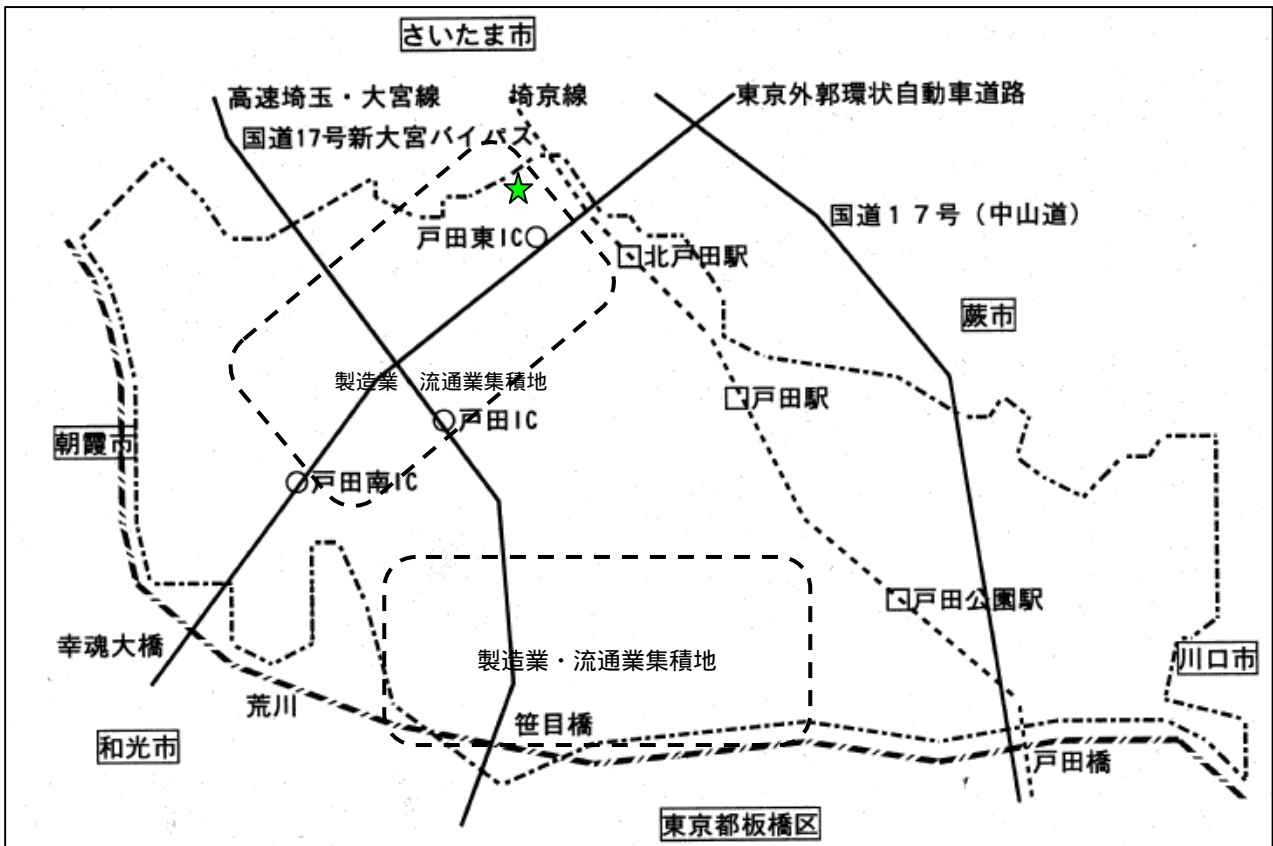 さいたま市
高速埼玉・大宮線
埼京線
東京外郭環状自動車道路
国道17号新大宮バイパス
国道１７号（中山道）
戸田東IC
北戸田駅
蕨市
製造業・流通業集積地
戸田駅
戸田IC
朝霞市
戸田南IC
戸田公園駅
幸魂大橋
製造業・流通業集積地
川口市
荒川
笹目橋
和光市
戸田橋
東京都板橋区